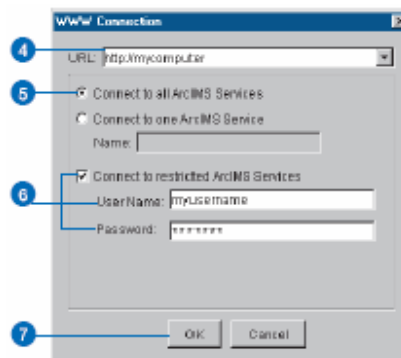 WWW Connection
4 URL: http://mycomputer
5 Connect to all ArcIMS Services
Connect to one ArcIMS Service
Name:
Connect to restricted ArcIMS Services
6 User Name: myusername
Password: *******
7 OK Cancel